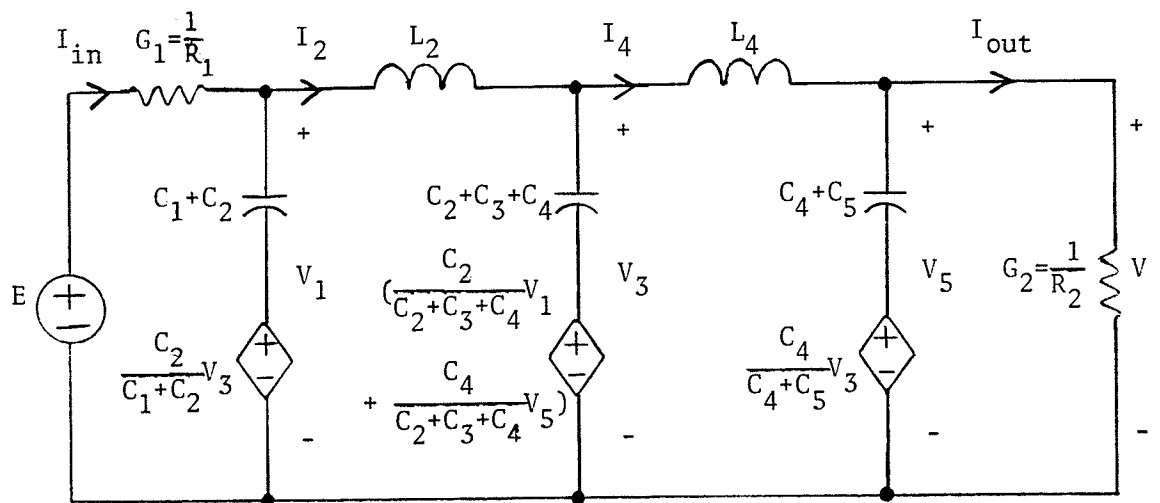 I_in G_1=1/R_1 I_2 L_2 I_4 L_4 I_out
+ + + +
C_1+C_2 C_2+C_3+C_4 C_4+C_5
V_1 V_3 V_5 G_2=1/R_2 V
E + −
C_2/(C_1+C_2) V_3 + −
(C_2/(C_2+C_3+C_4) V_1 + −
+ C_4/(C_2+C_3+C_4) V_5)
C_4/(C_4+C_5) V_3 + −
- - - -